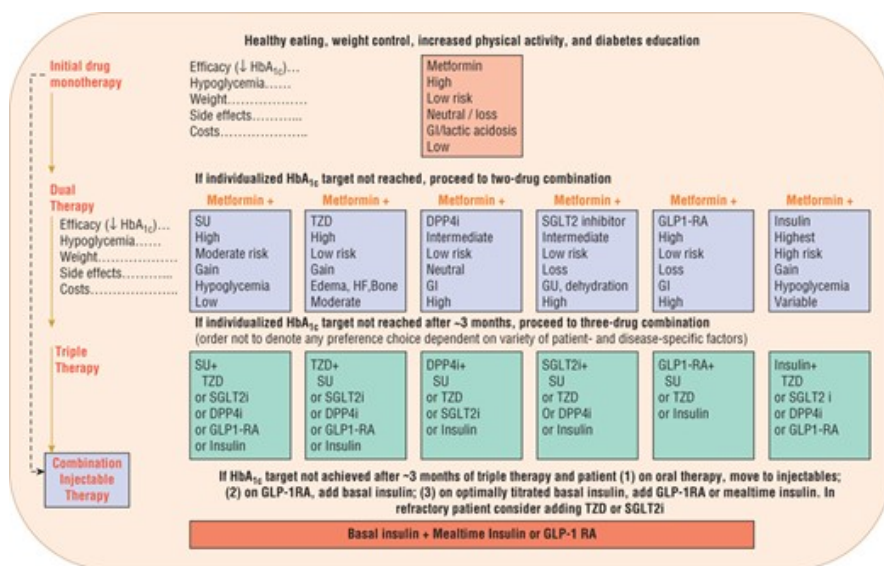 Healthy eating, weight control, increased physical activity, and diabetes education
Initial drug
monotherapy
Efficacy (↓ HbA1c)...
Hypoglycemia......
Weight..................
Side effects............
Costs.....................
Metformin
High
Low risk
Neutral / loss
GI/lactic acidosis
Low
If individualized HbA1c target not reached, proceed to two-drug combination
Dual
Therapy
Efficacy (↓ HbA1c)...
Hypoglycemia......
Weight..................
Side effects............
Costs.....................
Metformin +
SU
High
Moderate risk
Gain
Hypoglycemia
Low
Metformin +
TZD
High
Low risk
Gain
Edema, HF,Bone
Moderate
Metformin +
DPP4i
Intermediate
Low risk
Neutral
GI
High
Metformin +
SGLT2 inhibitor
Intermediate
Low risk
Loss
GU, dehydration
High
Metformin +
GLP1-RA
High
Low risk
Loss
GI
High
Metformin +
Insulin
Highest
High risk
Gain
Hypoglycemia
Variable
If individualized HbA1c target not reached after ~3 months, proceed to three-drug combination
(order not to denote any preference choice dependent on variety of patient- and disease-specific factors)
Triple
Therapy
SU+
TZD
or SGLT2i
or DPP4i
or GLP1-RA
or Insulin
TZD+
SU
or SGLT2i
or DPP4i
or GLP1-RA
or Insulin
DPP4i+
SU
or TZD
or SGLT2i
or Insulin
SGLT2i+
SU
or TZD
Or DPP4i
or Insulin
GLP1-RA+
SU
or TZD
or Insulin
Insulin+
TZD
or SGLT2 i
or DPP4i
or GLP1-RA
Combination
Injectable
Therapy
If HbA1c target not achieved after ~3 months of triple therapy and patient (1) on oral therapy, move to injectables;
(2) on GLP-1RA, add basal insulin; (3) on optimally titrated basal insulin, add GLP-1RA or mealtime insulin. In
refractory patient consider adding TZD or SGLT2i
Basal insulin + Mealtime Insulin or GLP-1 RA